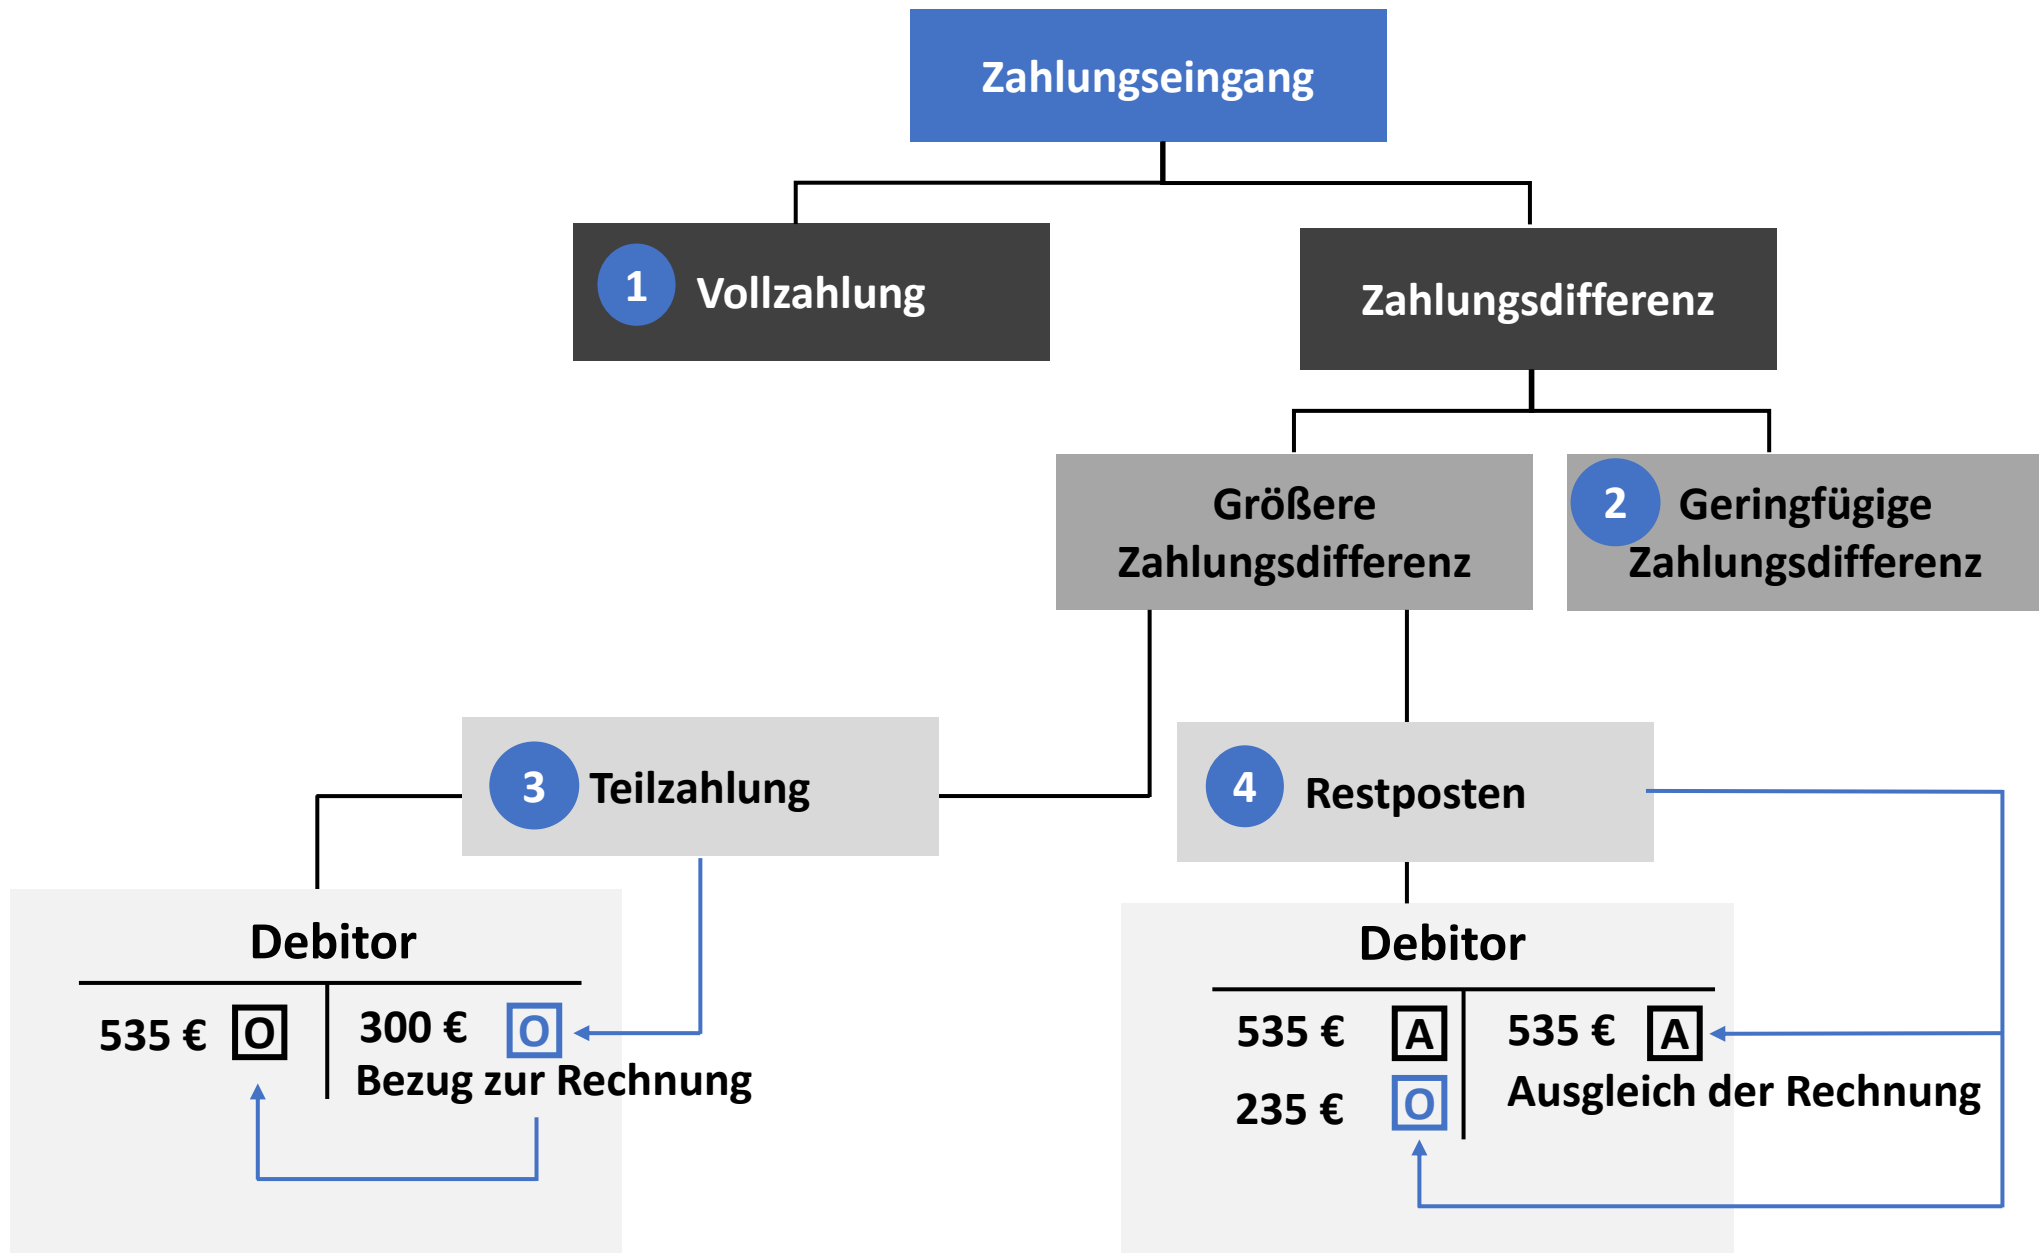 Zahlungseingang
1 Vollzahlung
Zahlungsdifferenz
Größere
Zahlungsdifferenz
2 Geringfügige
Zahlungsdifferenz
3 Teilzahlung
4 Restposten
Debitor
535 € O 300 € O
Bezug zur Rechnung
Debitor
535 € A 535 € A
Ausgleich der Rechnung
235 € O